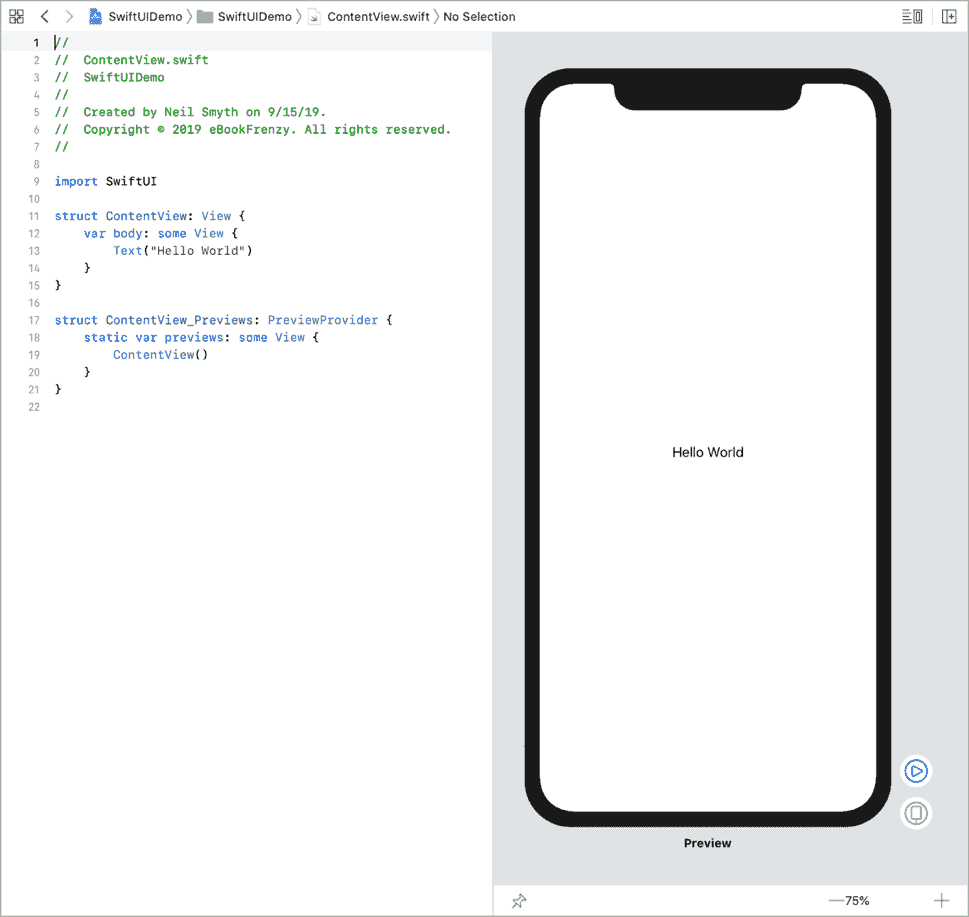 SwiftUIDemo SwiftUIDemo ContentView.swift No Selection
1 //
2 //  ContentView.swift
3 //  SwiftUIDemo
4 //
5 //  Created by Neil Smyth on 9/15/19.
6 //  Copyright © 2019 eBookFrenzy. All rights reserved.
7 //
8
9 import SwiftUI
10
11 struct ContentView: View {
12     var body: some View {
13         Text("Hello World")
14     }
15 }
16
17 struct ContentView_Previews: PreviewProvider {
18     static var previews: some View {
19         ContentView()
20     }
21 }
22
Hello World
Preview
75%